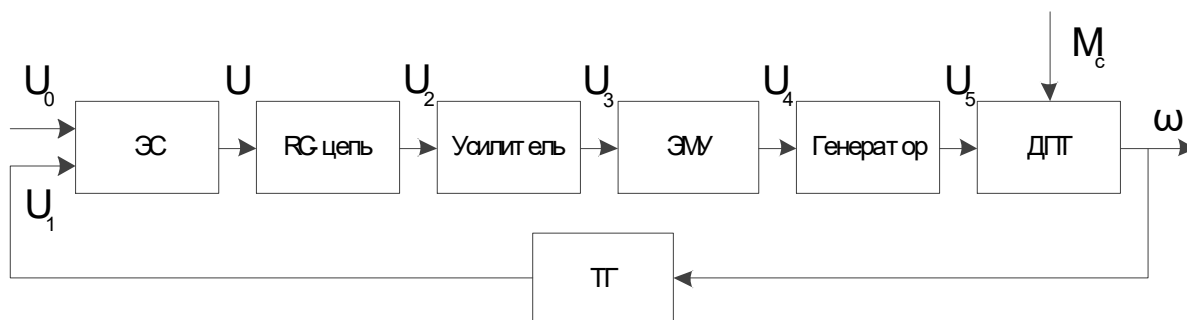 M_c
U_0
U
U_2
U_3
U_4
U_5
ω
ЭС
RC-цепь
Усилитель
ЭМУ
Генератор
ДПТ
U_1
ТГ